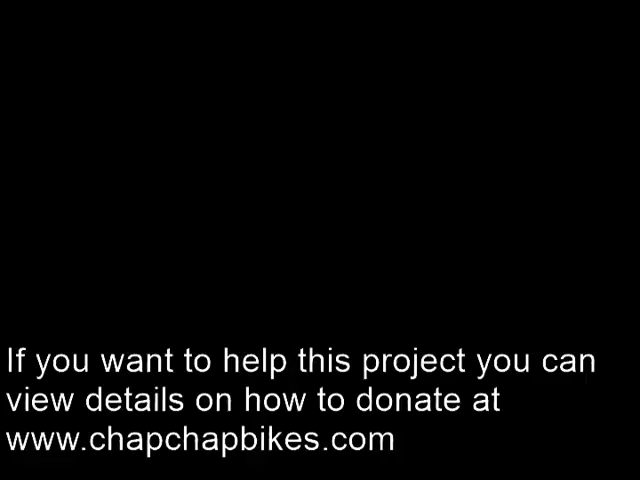 If you want to help this project you can
view details on how to donate at
www.chapchapbikes.com